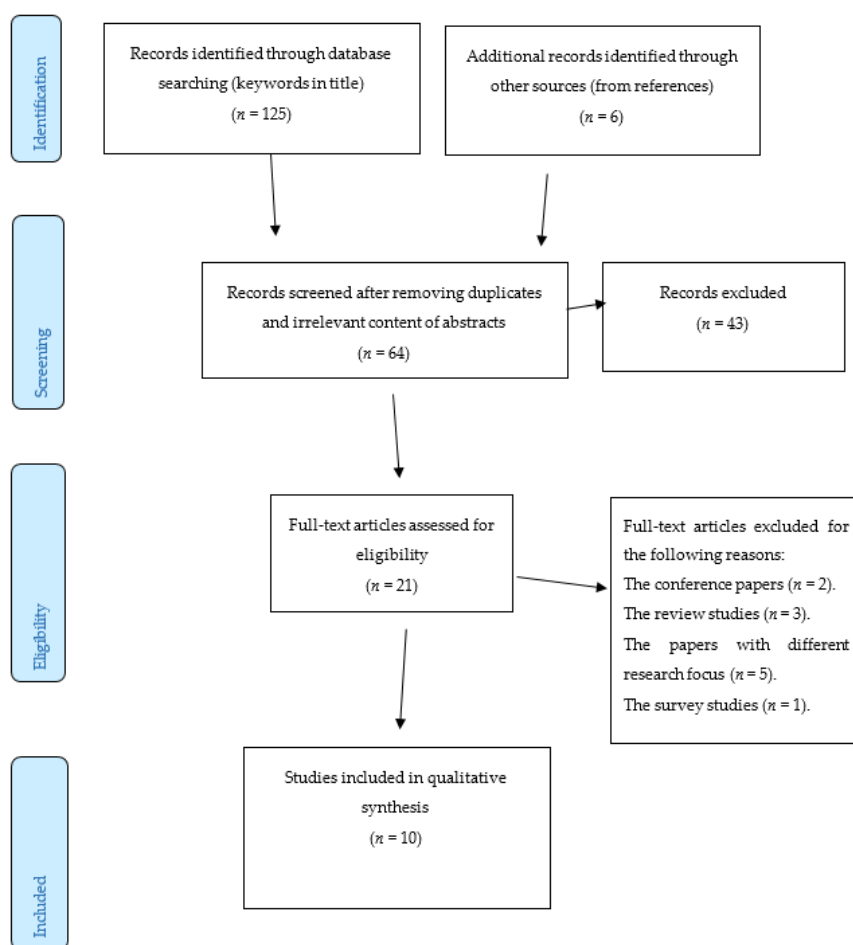 Identification
Records identified through database
searching (keywords in title)
(n = 125)
Additional records identified through
other sources (from references)
(n = 6)
Screening
Records screened after removing duplicates
and irrelevant content of abstracts
(n = 64)
Records excluded
(n = 43)
Eligibility
Full-text articles assessed for
eligibility
(n = 21)
Full-text articles excluded for
the following reasons:
The conference papers (n = 2).
The review studies (n = 3).
The papers with different
research focus (n = 5).
The survey studies (n = 1).
Included
Studies included in qualitative
synthesis
(n = 10)